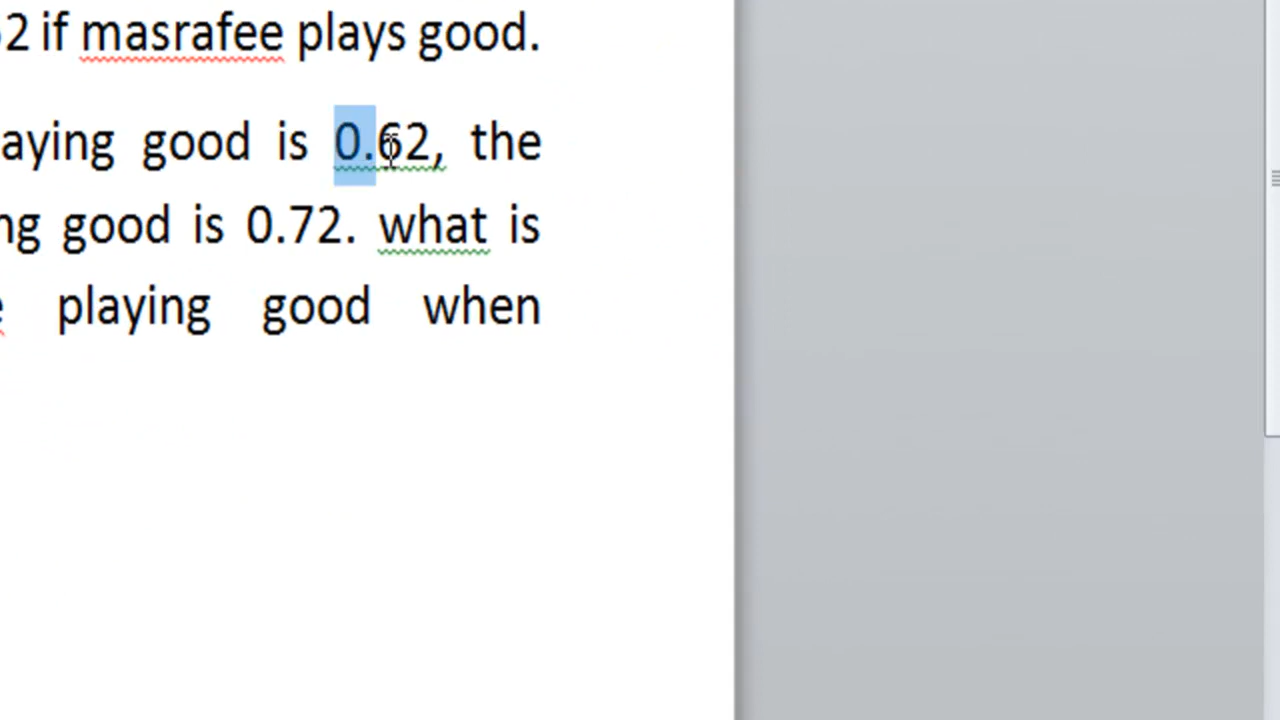 2 if masrafee plays good.
aying good is 0.62, the
ng good is 0.72. what is
e playing good when